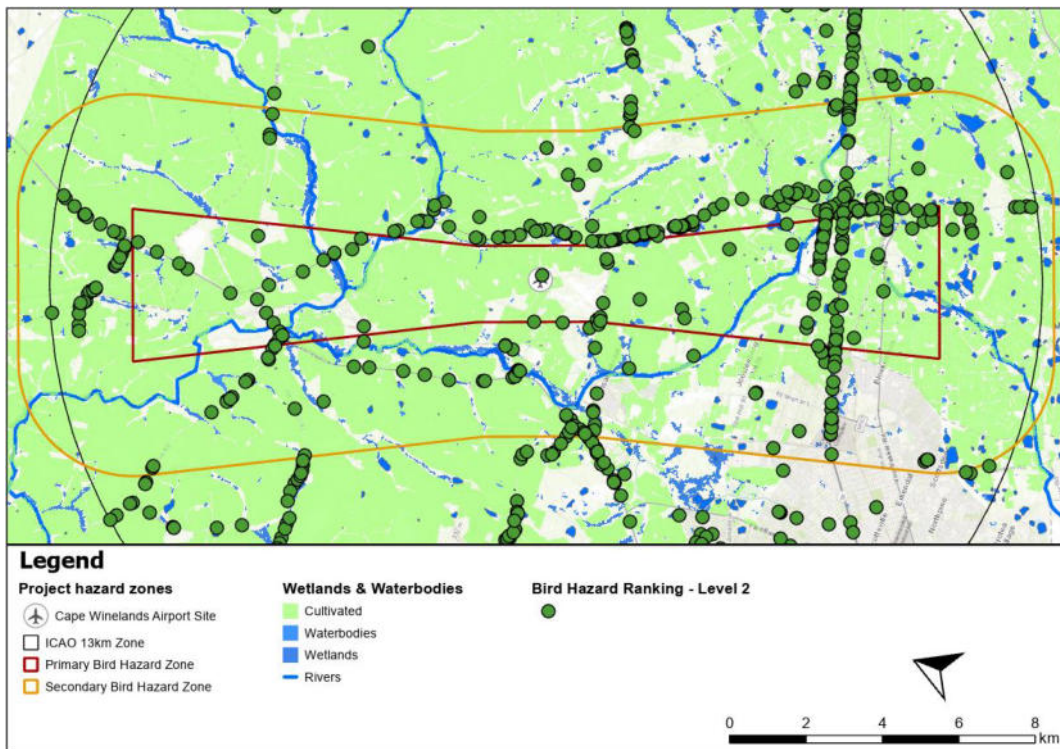 Legend
Project hazard zones
Cape Winelands Airport Site
ICAO 13km Zone
Primary Bird Hazard Zone
Secondary Bird Hazard Zone
Wetlands & Waterbodies
Cultivated
Waterbodies
Wetlands
Rivers
Bird Hazard Ranking - Level 2
0 2 4 6 8
km